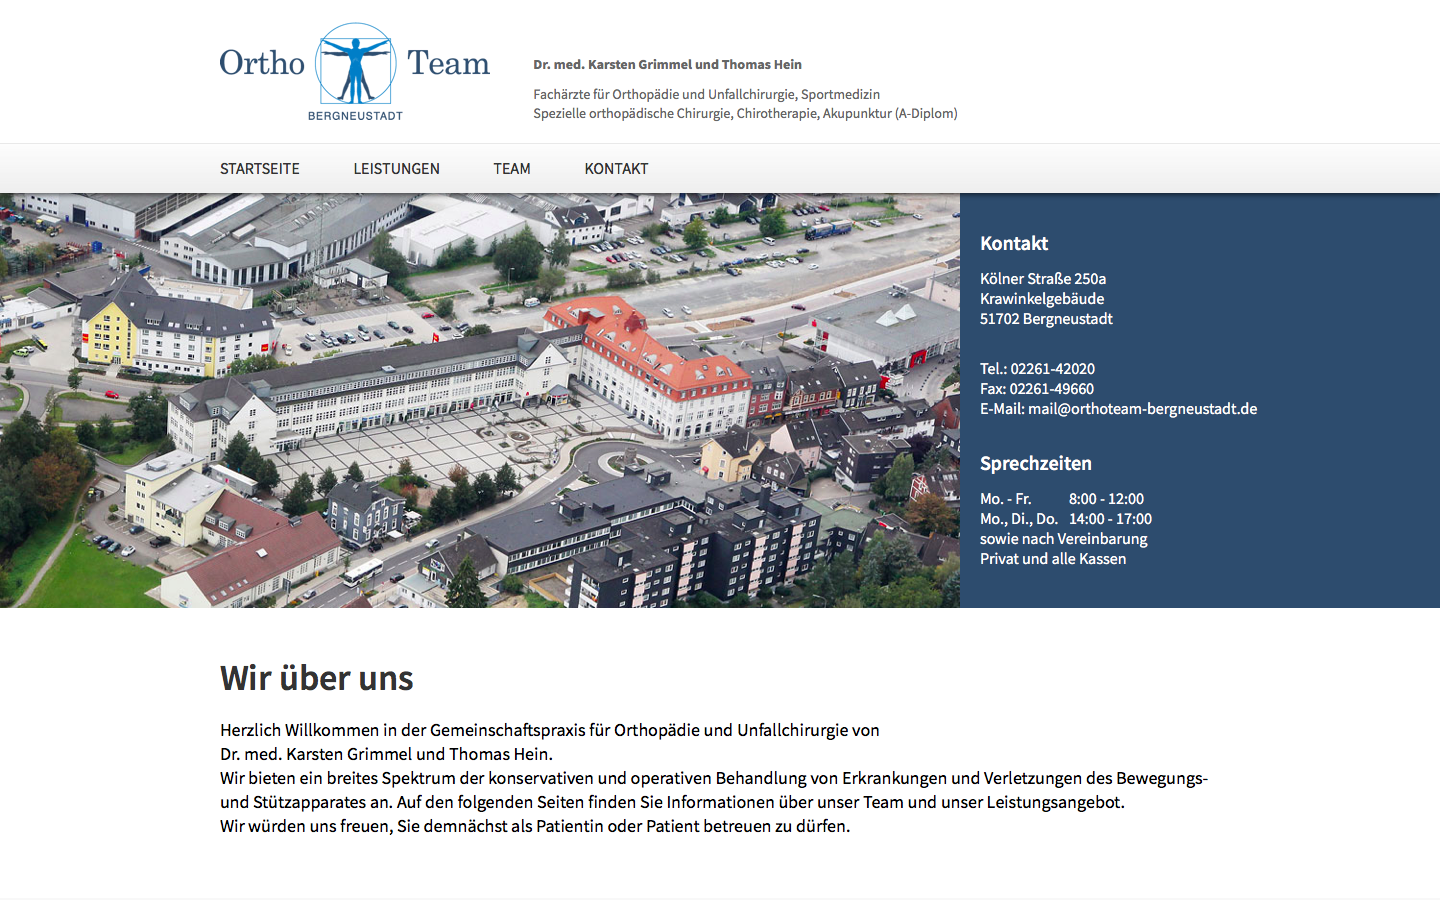 Ortho Team
BERGNEUSTADT
Dr. med. Karsten Grimmel und Thomas Hein
Fachärzte für Orthopädie und Unfallchirurgie, Sportmedizin
Spezielle orthopädische Chirurgie, Chirotherapie, Akupunktur (A-Diplom)
STARTSEITE LEISTUNGEN TEAM KONTAKT
Kontakt
Kölner Straße 250a
Krawinkelgebäude
51702 Bergneustadt
Tel.: 02261-42020
Fax: 02261-49660
E-Mail: mail@orthoteam-bergneustadt.de
Sprechzeiten
Mo. - Fr. 8:00 - 12:00
Mo., Di., Do. 14:00 - 17:00
sowie nach Vereinbarung
Privat und alle Kassen
Wir über uns
Herzlich Willkommen in der Gemeinschaftspraxis für Orthopädie und Unfallchirurgie von
Dr. med. Karsten Grimmel und Thomas Hein.
Wir bieten ein breites Spektrum der konservativen und operativen Behandlung von Erkrankungen und Verletzungen des Bewegungs-
und Stützapparates an. Auf den folgenden Seiten finden Sie Informationen über unser Team und unser Leistungsangebot.
Wir würden uns freuen, Sie demnächst als Patientin oder Patient betreuen zu dürfen.